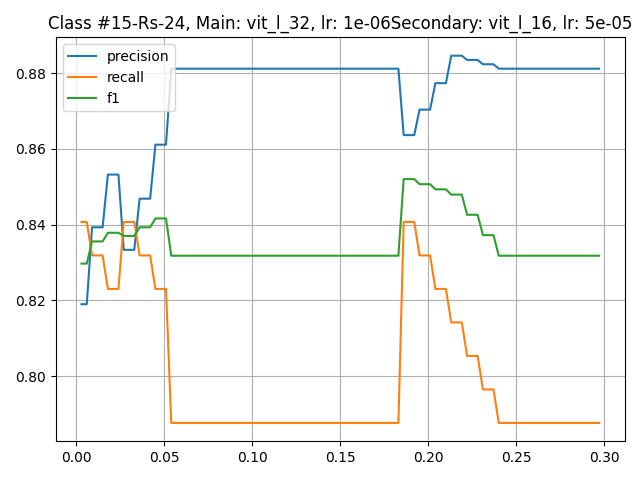 Class #15-Rs-24, Main: vit_l_32, lr: 1e-06Secondary: vit_l_16, lr: 5e-05
precision
recall
f1
0.88
0.86
0.84
0.82
0.80
0.00 0.05 0.10 0.15 0.20 0.25 0.30